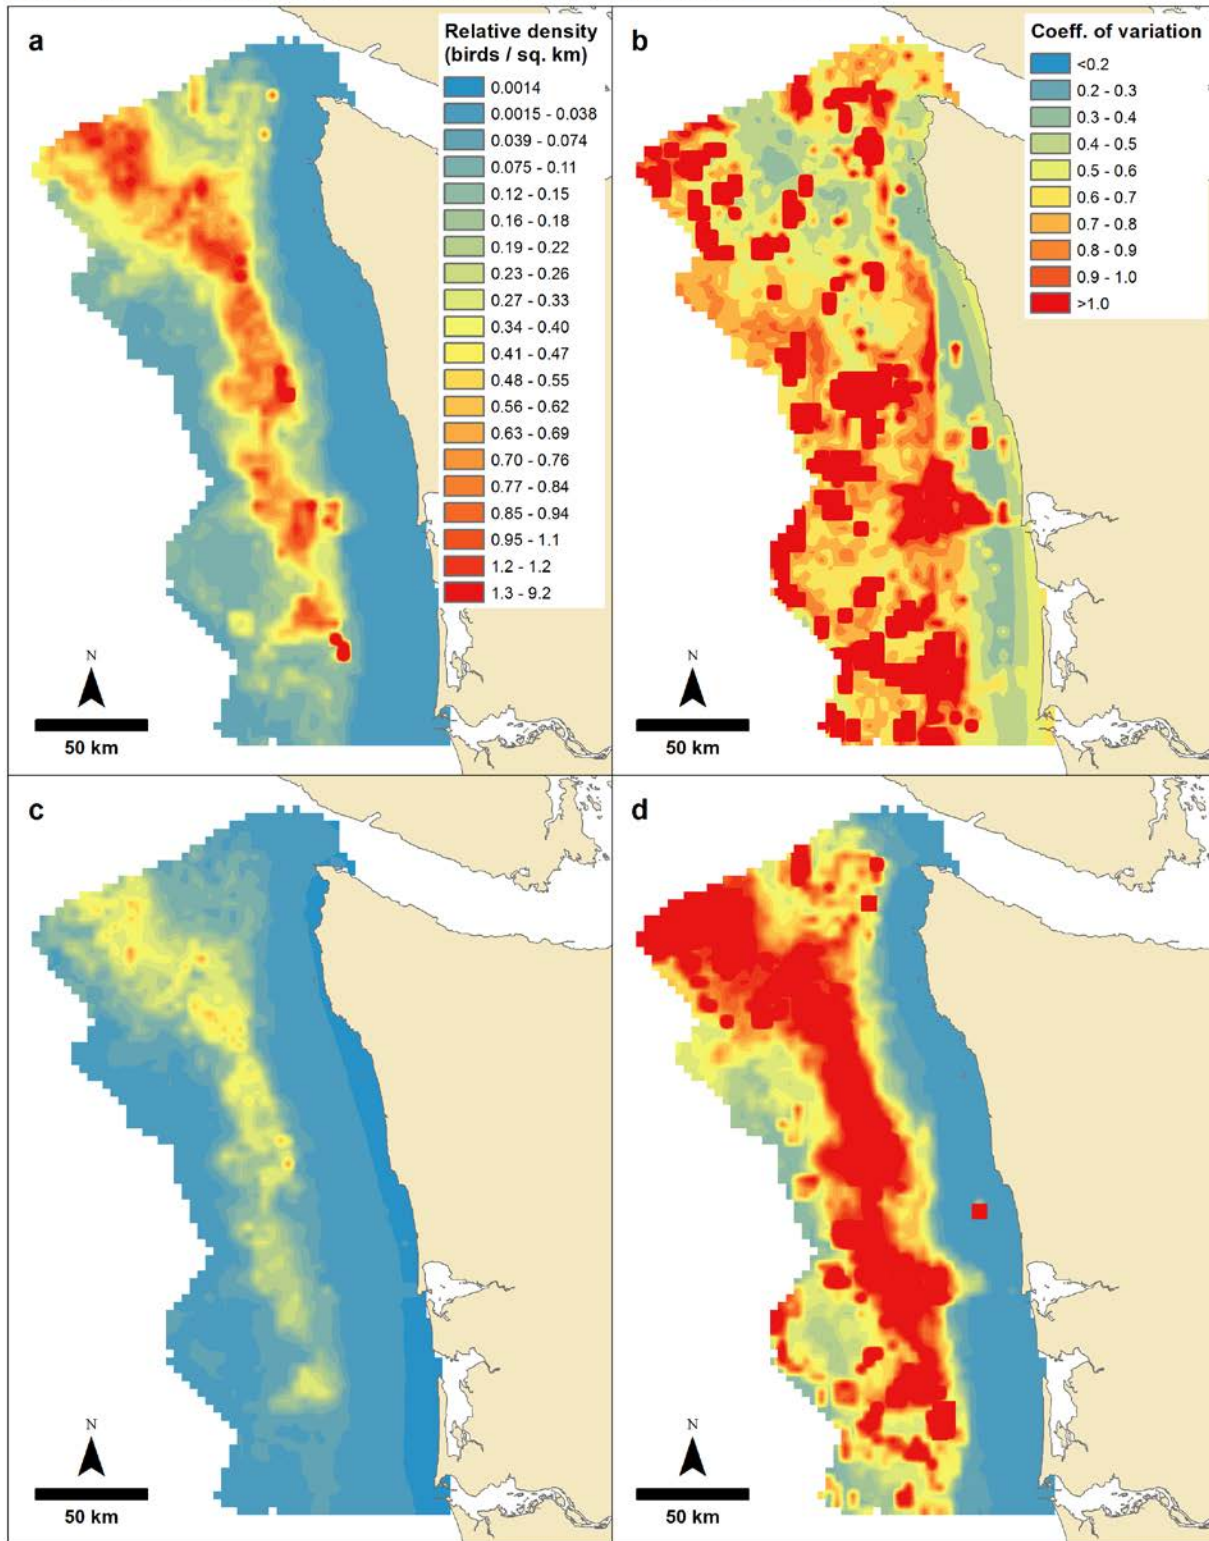 a
Relative density
(birds / sq. km)
0.0014
0.0015 - 0.038
0.039 - 0.074
0.075 - 0.11
0.12 - 0.15
0.16 - 0.18
0.19 - 0.22
0.23 - 0.26
0.27 - 0.33
0.34 - 0.40
0.41 - 0.47
0.48 - 0.55
0.56 - 0.62
0.63 - 0.69
0.70 - 0.76
0.77 - 0.84
0.85 - 0.94
0.95 - 1.1
1.2 - 1.2
1.3 - 9.2
N
50 km
b
Coeff. of variation
<0.2
0.2 - 0.3
0.3 - 0.4
0.4 - 0.5
0.5 - 0.6
0.6 - 0.7
0.7 - 0.8
0.8 - 0.9
0.9 - 1.0
>1.0
N
50 km
c
N
50 km
d
N
50 km